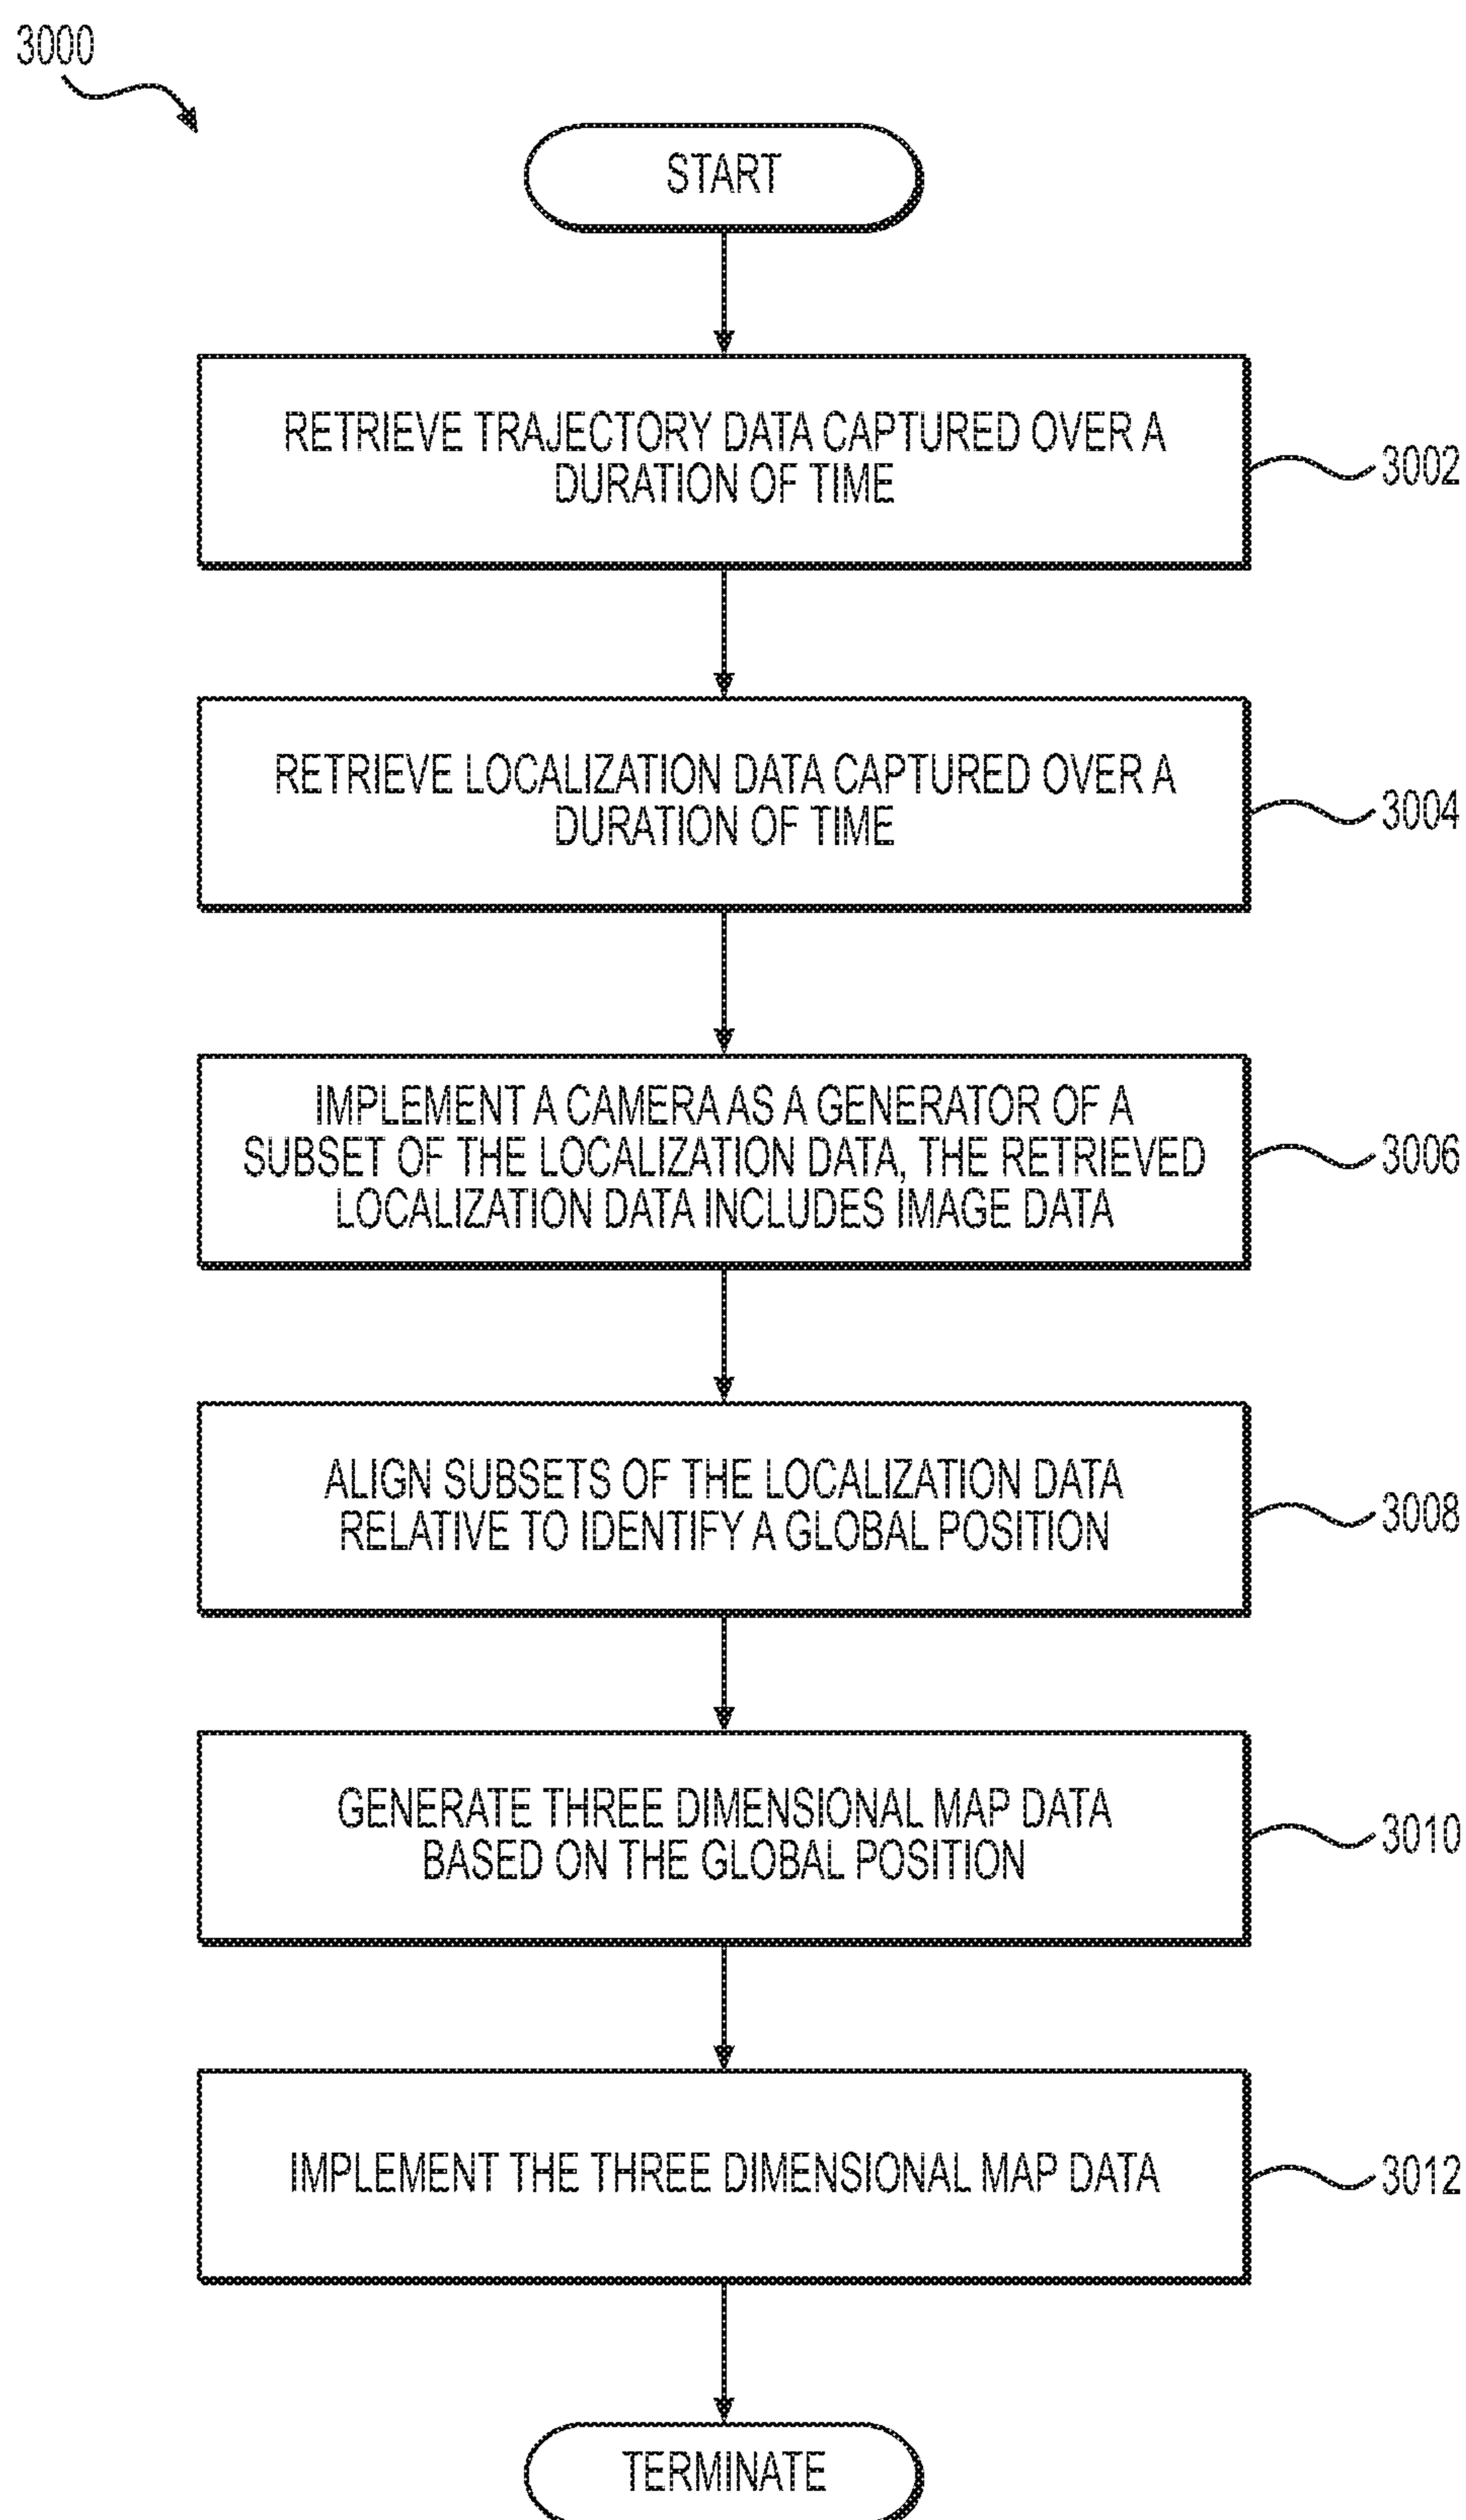 3000
START
RETRIEVE TRAJECTORY DATA CAPTURED OVER A
DURATION OF TIME
3002
RETRIEVE LOCALIZATION DATA CAPTURED OVER A
DURATION OF TIME
3004
IMPLEMENT A CAMERA AS A GENERATOR OF A
SUBSET OF THE LOCALIZATION DATA, THE RETRIEVED
LOCALIZATION DATA INCLUDES IMAGE DATA
3006
ALIGN SUBSETS OF THE LOCALIZATION DATA
RELATIVE TO IDENTIFY A GLOBAL POSITION
3008
GENERATE THREE DIMENSIONAL MAP DATA
BASED ON THE GLOBAL POSITION
3010
IMPLEMENT THE THREE DIMENSIONAL MAP DATA
3012
TERMINATE